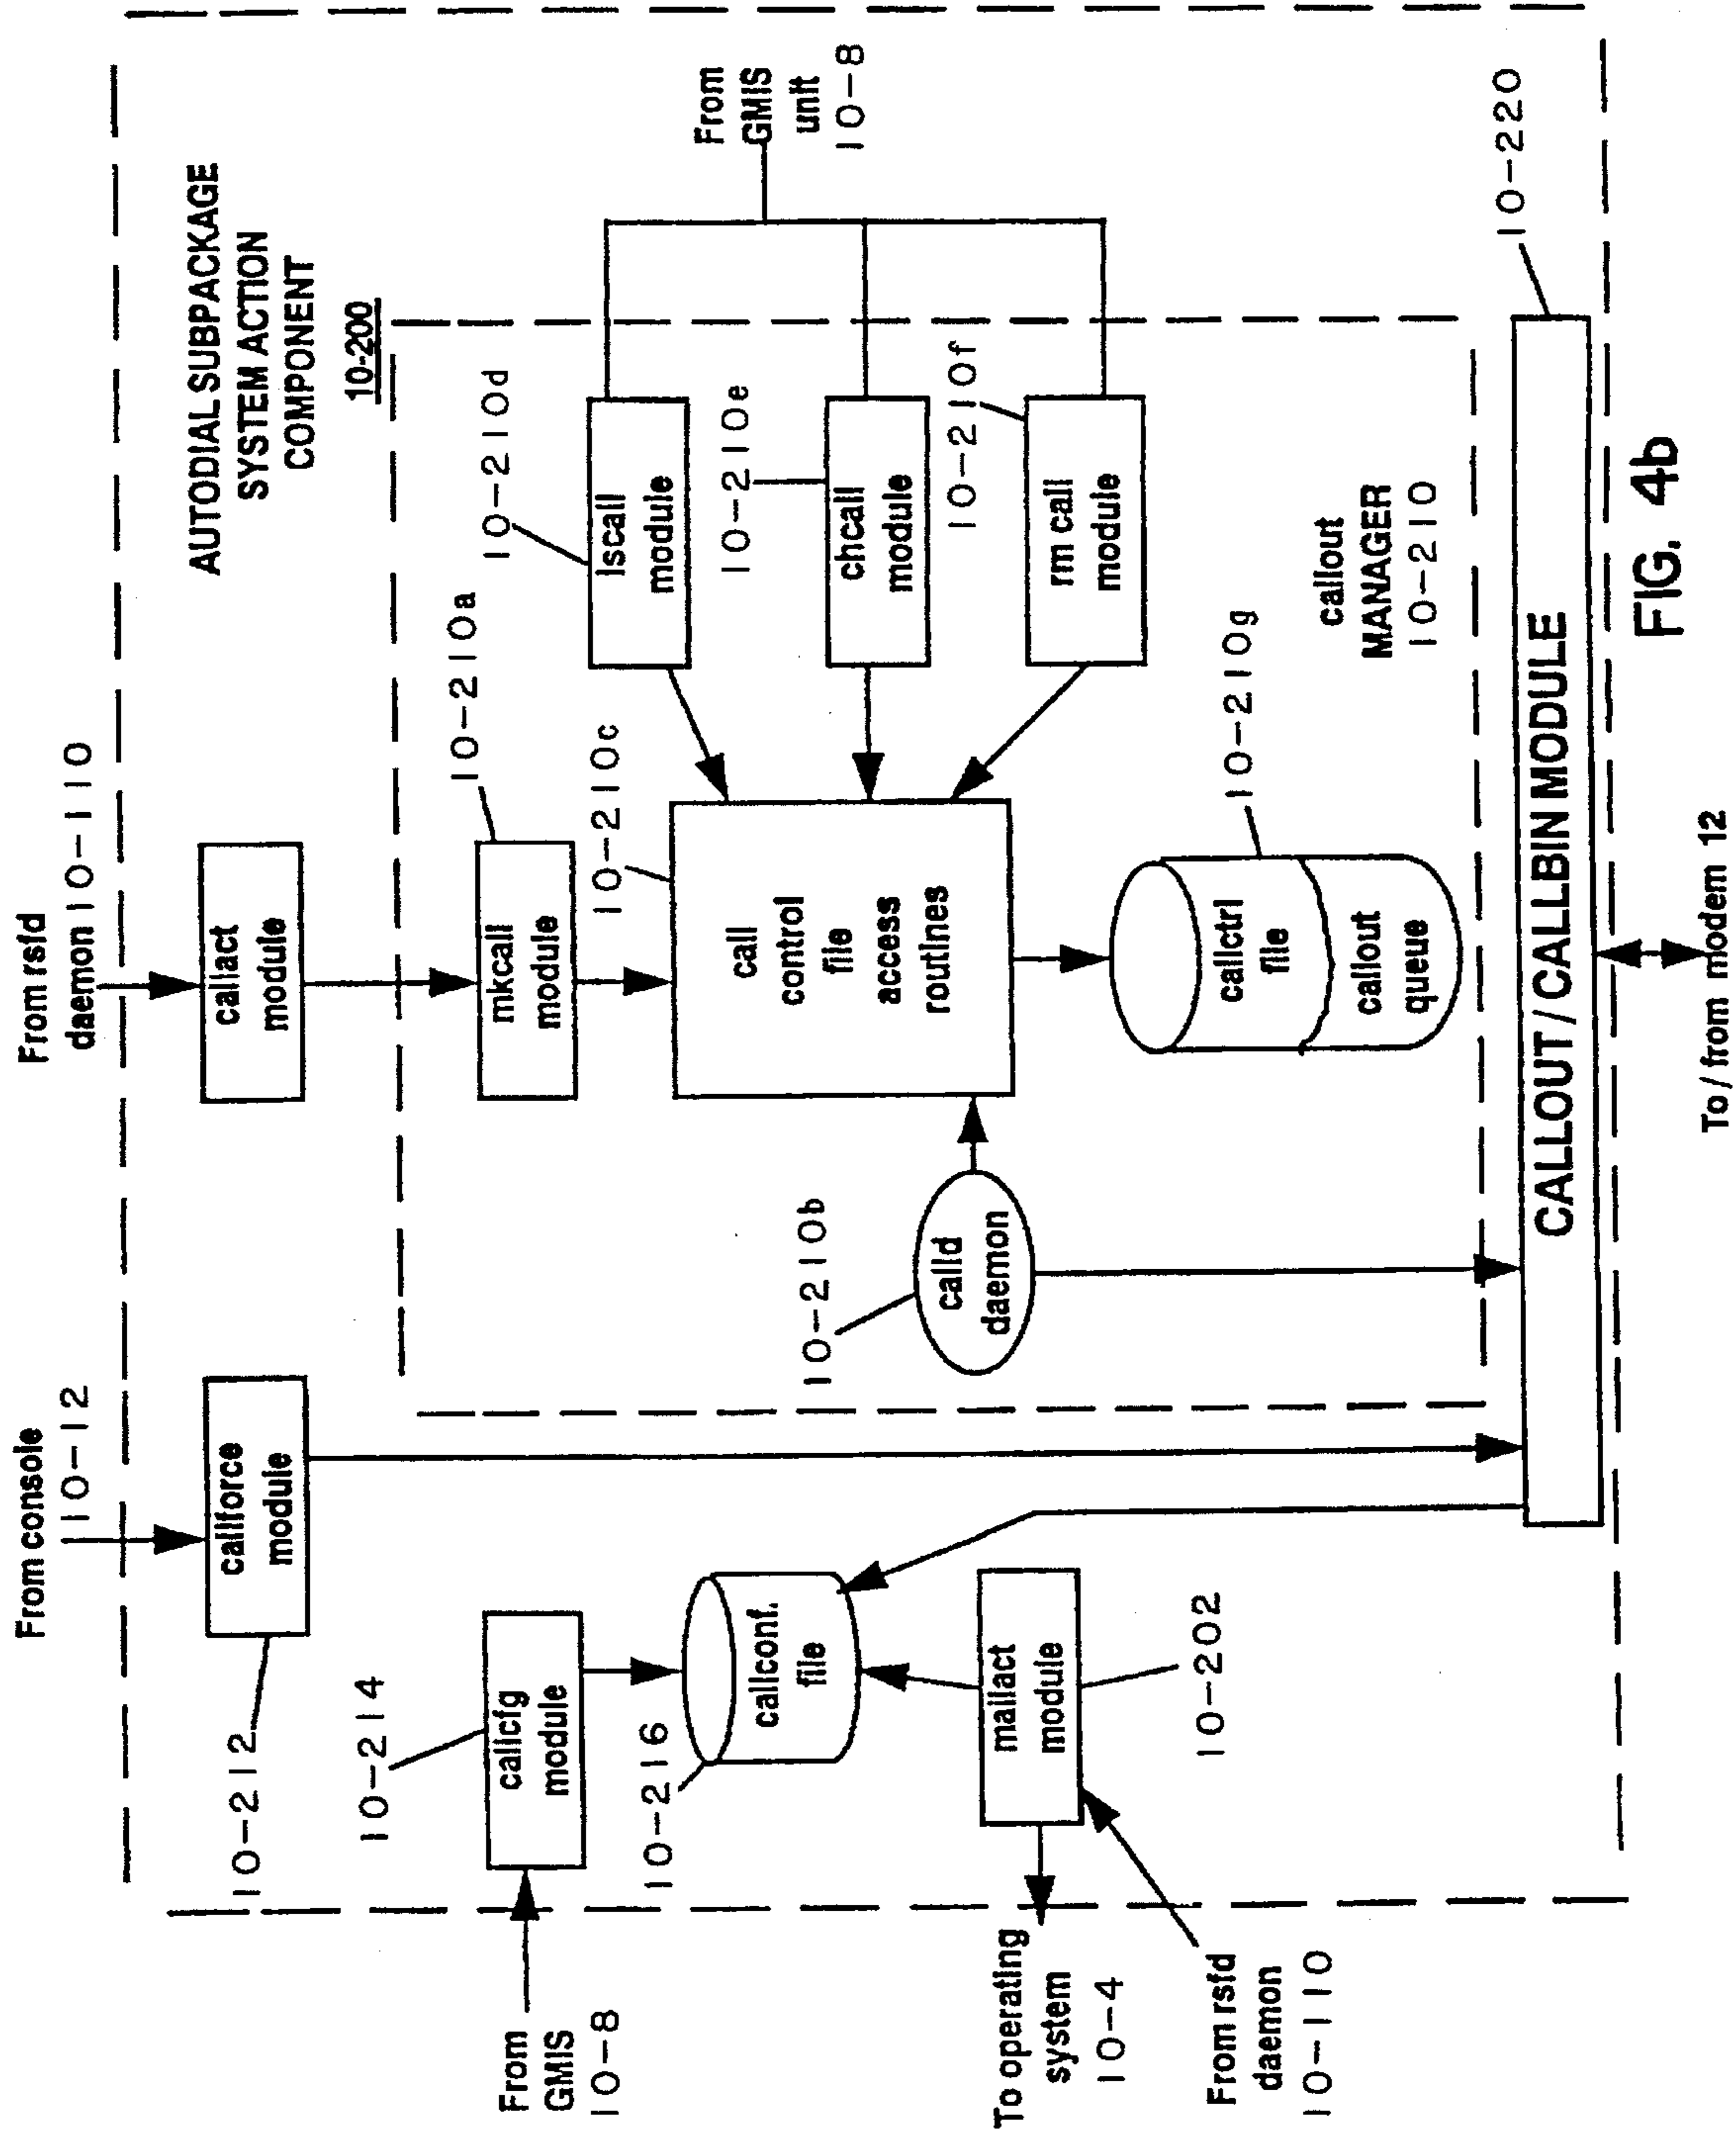 From console
10-12
From rsfd
daemon 10-110
AUTODIAL SUBPACKAGE
SYSTEM ACTION
COMPONENT
10-200
callforce
module
10-212
callact
module
10-214
callcfg
module
From
GMIS
10-8
10-210a
mkcall
module
10-210d
lscall
module
From
GMIS
unit
10-8
10-216
callconf.
file
10-210c
call
control
file
access
routines
10-210e
chcall
module
10-210b
calld
daemon
10-210f
rm call
module
mailact
module
10-202
To operating
system
10-4
From rsfd
daemon
10-110
10-210g
callctrl
file
callout
queue
callout
MANAGER
10-210
10-220
CALLOUT / CALLBIN MODULE
To / from modem 12
FIG. 4b